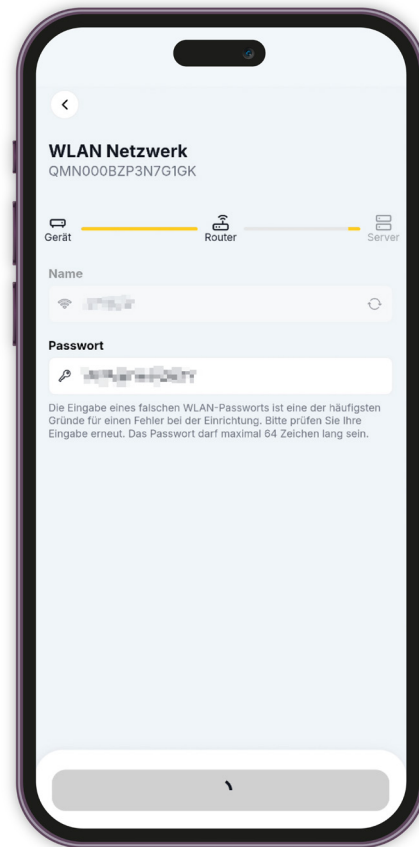 WLAN Netzwerk
QMN000BZP3N7G1GK
Gerät
Router
Server
Name
Passwort
Die Eingabe eines falschen WLAN-Passworts ist eine der häufigsten
Gründe für einen Fehler bei der Einrichtung. Bitte prüfen Sie Ihre
Eingabe erneut. Das Passwort darf maximal 64 Zeichen lang sein.